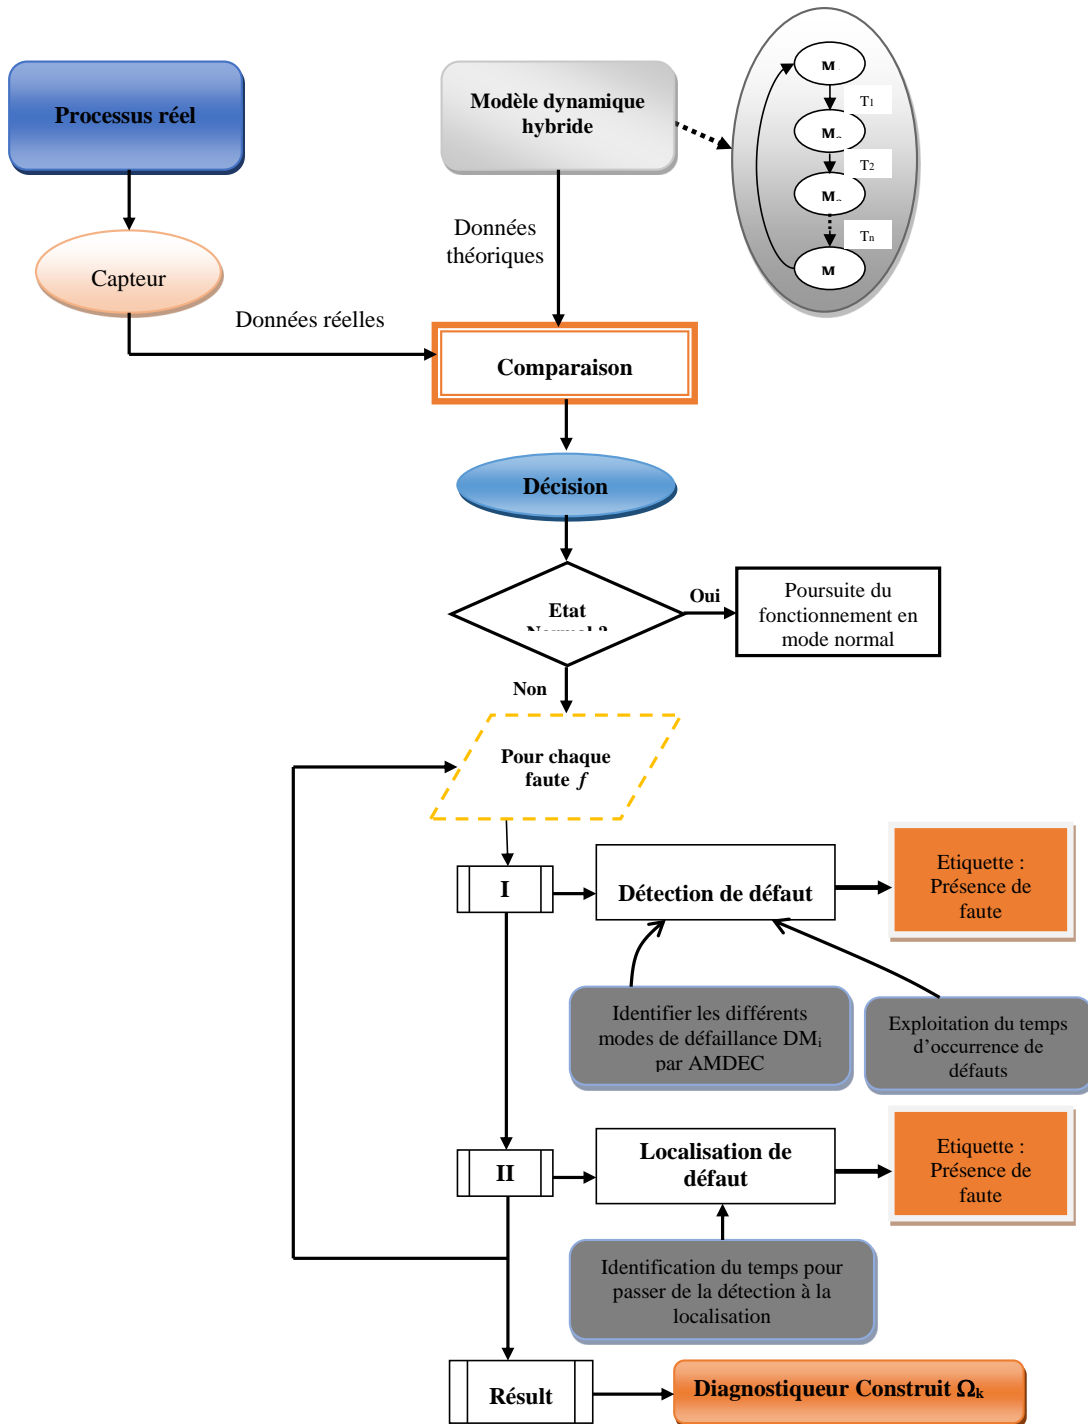 Processus réel
Modèle dynamique
hybride
M
T1
T2
Tn
M
Données
théoriques
Capteur
Données réelles
Comparaison
Décision
Etat
Oui
Poursuite du
fonctionnement en
mode normal
Non
Pour chaque
faute f
I
Détection de défaut
Etiquette :
Présence de
faute
Identifier les différents
modes de défaillance DMi
par AMDEC
Exploitation du temps
d’occurrence de
défauts
II
Localisation de
défaut
Etiquette :
Présence de
faute
Identification du temps pour
passer de la détection à la
localisation
Résult
Diagnostiqueur Construit Ωk